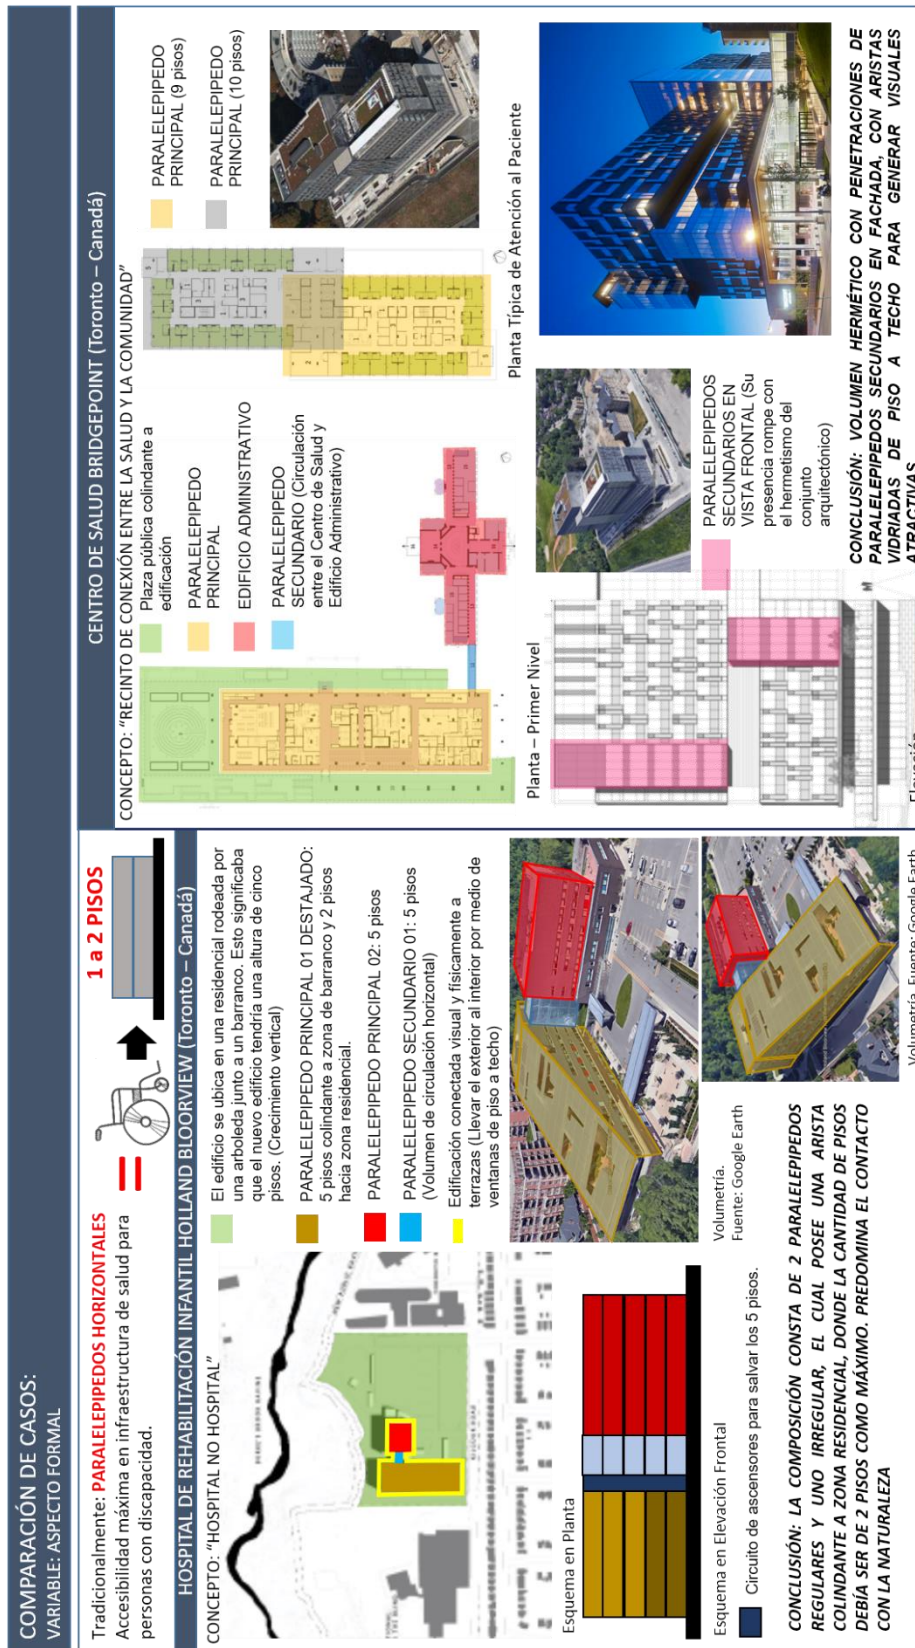 COMPARACIÓN DE CASOS:
VARIABLE: ASPECTO FORMAL
Tradicionalmente: PARALELEPIPEDOS HORIZONTALES
Accesibilidad máxima en infraestructura de salud para
personas con discapacidad.
1 a 2 PISOS
HOSPITAL DE REHABILITACIÓN INFANTIL HOLLAND BLOORVIEW (Toronto – Canadá)
CONCEPTO: "HOSPITAL NO HOSPITAL"
El edificio se ubica en una residencial rodeada por
una arboleda junto a un barranco. Esto significaba
que el nuevo edificio tendría una altura de cinco
pisos. (Crecimiento vertical)
PARALELEPIPEDO PRINCIPAL 01 DESTAJADO:
5 pisos colindante a zona de barranco y 2 pisos
hacia zona residencial.
PARALELEPIPEDO PRINCIPAL 02: 5 pisos
PARALELEPIPEDO SECUNDARIO 01: 5 pisos
(Volumen de circulación horizontal)
Edificación conectada visual y físicamente a
terrazas (Llevar el exterior al interior por medio de
ventanas de piso a techo)
Esquema en Planta
Esquema en Elevación Frontal
Circuito de ascensores para salvar los 5 pisos.
Volumetría.
Fuente: Google Earth
Volumetría. Fuente: Google Earth
CONCLUSIÓN: LA COMPOSICIÓN CONSTA DE 2 PARALELEPIPEDOS
REGULARES Y UNO IRREGULAR, EL CUAL POSEE UNA ARISTA
COLINDANTE A ZONA RESIDENCIAL, DONDE LA CANTIDAD DE PISOS
DEBÍA SER DE 2 PISOS COMO MÁXIMO. PREDOMINA EL CONTACTO
CON LA NATURALEZA
CENTRO DE SALUD BRIDGEPOINT (Toronto – Canadá)
CONCEPTO: "RECINTO DE CONEXIÓN ENTRE LA SALUD Y LA COMUNIDAD"
Plaza pública colindante a
edificación
PARALELEPIPEDO
PRINCIPAL
EDIFICIO ADMINISTRATIVO
PARALELEPIPEDO
SECUNDARIO (Circulación
entre el Centro de Salud y
Edificio Administrativo)
Planta – Primer Nivel
PARALELEPIPEDO
PRINCIPAL (9 pisos)
PARALELEPIPEDO
PRINCIPAL (10 pisos)
Planta Típica de Atención al Paciente
PARALELEPIPEDOS
SECUNDARIOS EN
VISTA FRONTAL (Su
presencia rompe con
el hermetismo del
conjunto
arquitectónico)
Elevación
CONCLUSIÓN: VOLUMEN HERMÉTICO CON PENETRACIONES DE
PARALELEPIPEDOS SECUNDARIOS EN FACHADA, CON ARISTAS
VIDRIADAS DE PISO A TECHO PARA GENERAR VISUALES
ATRACTIVAS